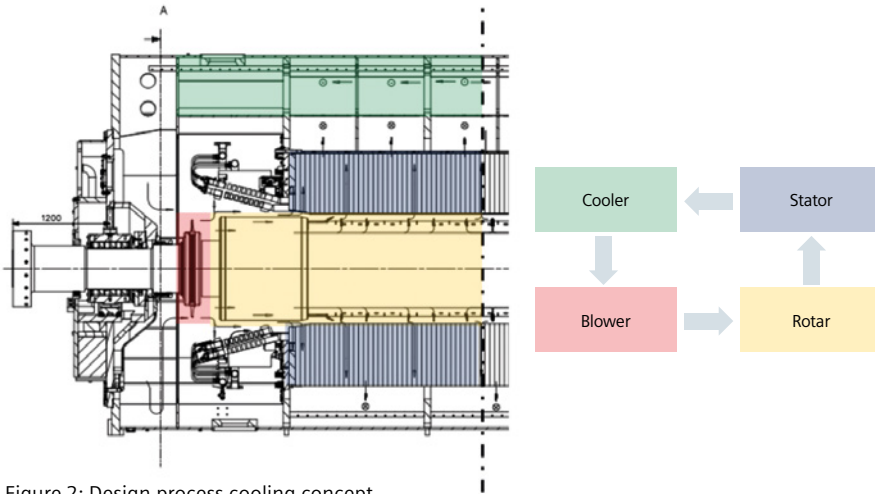 A
1200
Cooler
Stator
Blower
Rotar
Figure 2: Design process cooling concept